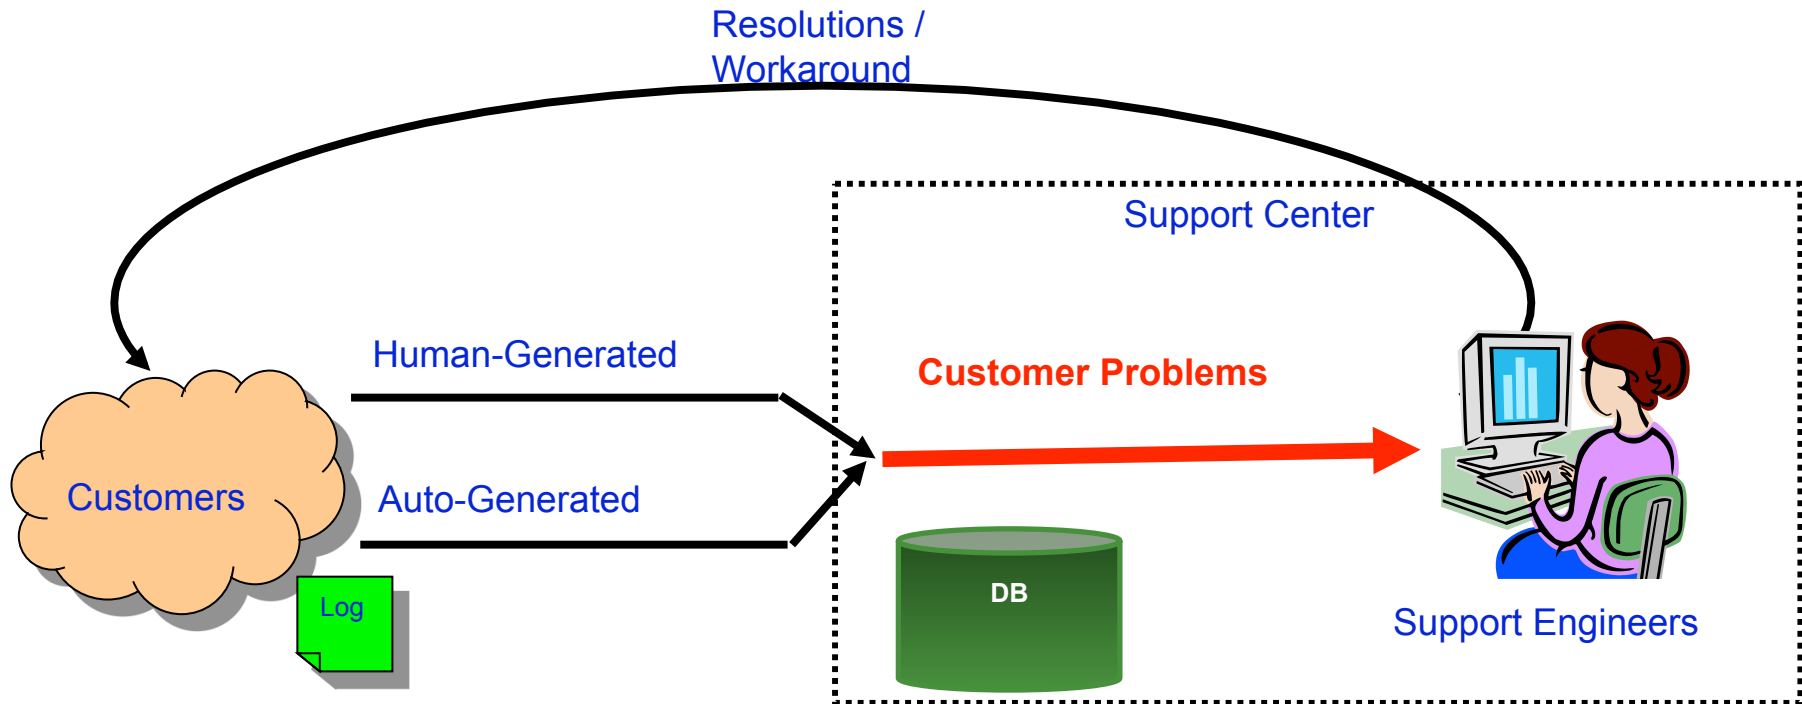 Resolutions /
Workaround
Support Center
Human-Generated
Customer Problems
Customers
Auto-Generated
DB
Log
Support Engineers